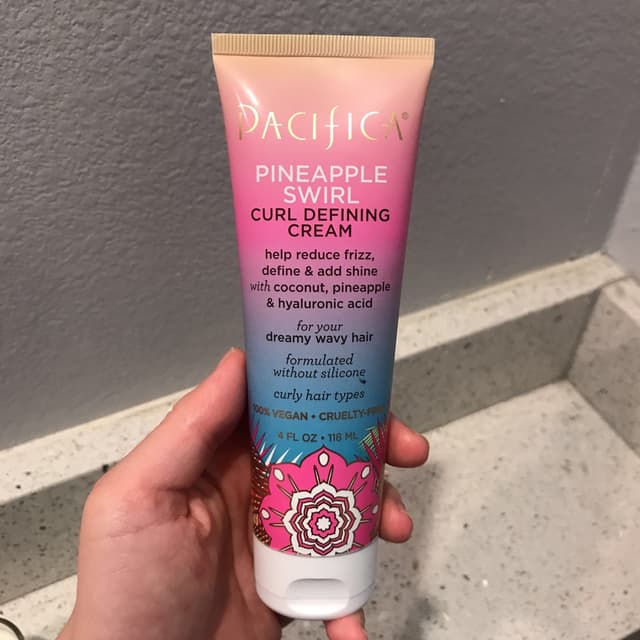 PACIFICA®
PINEAPPLE
SWIRL
CURL DEFINING
CREAM
help reduce frizz,
define & add shine
with coconut, pineapple
& hyaluronic acid
for your
dreamy wavy hair
formulated
without silicone
curly hair types
100% VEGAN + CRUELTY-FREE
4 FL OZ • 118 ML